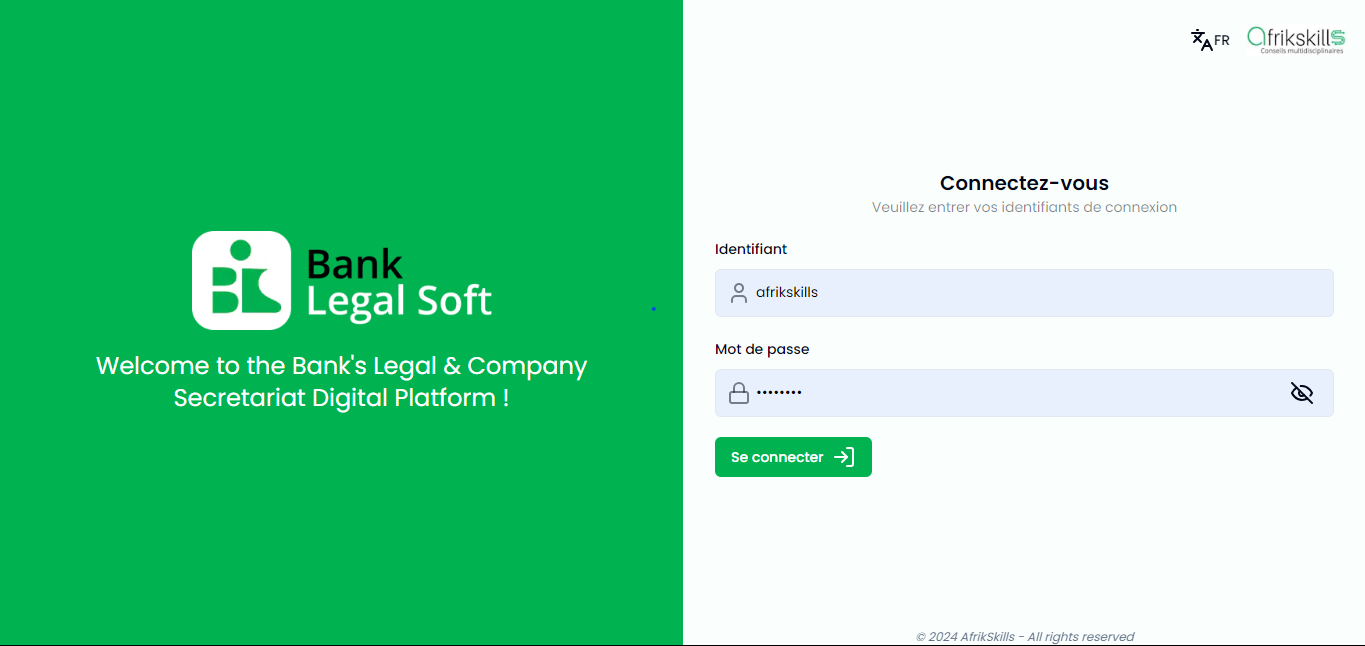 Bank
Legal Soft
Welcome to the Bank's Legal & Company
Secretariat Digital Platform !
FR
afrikskills
Conseils multidisciplinaires
Connectez-vous
Veuillez entrer vos identifiants de connexion
Identifiant
afrikskills
Mot de passe
••••••••
Se connecter
© 2024 AfrikSkills - All rights reserved